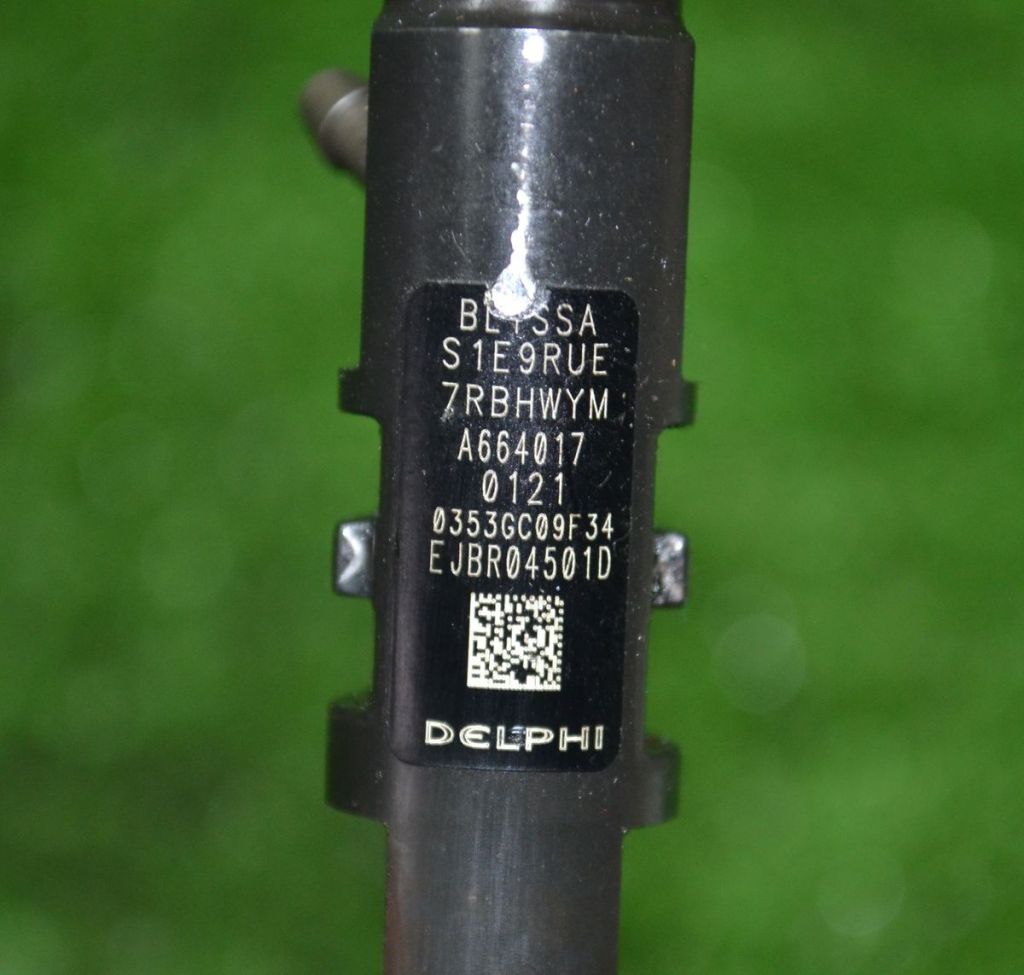 S1E9RUE
7RBHWYM
A664017
0121
0353GC09F34
EJBR04501D
DELPHI